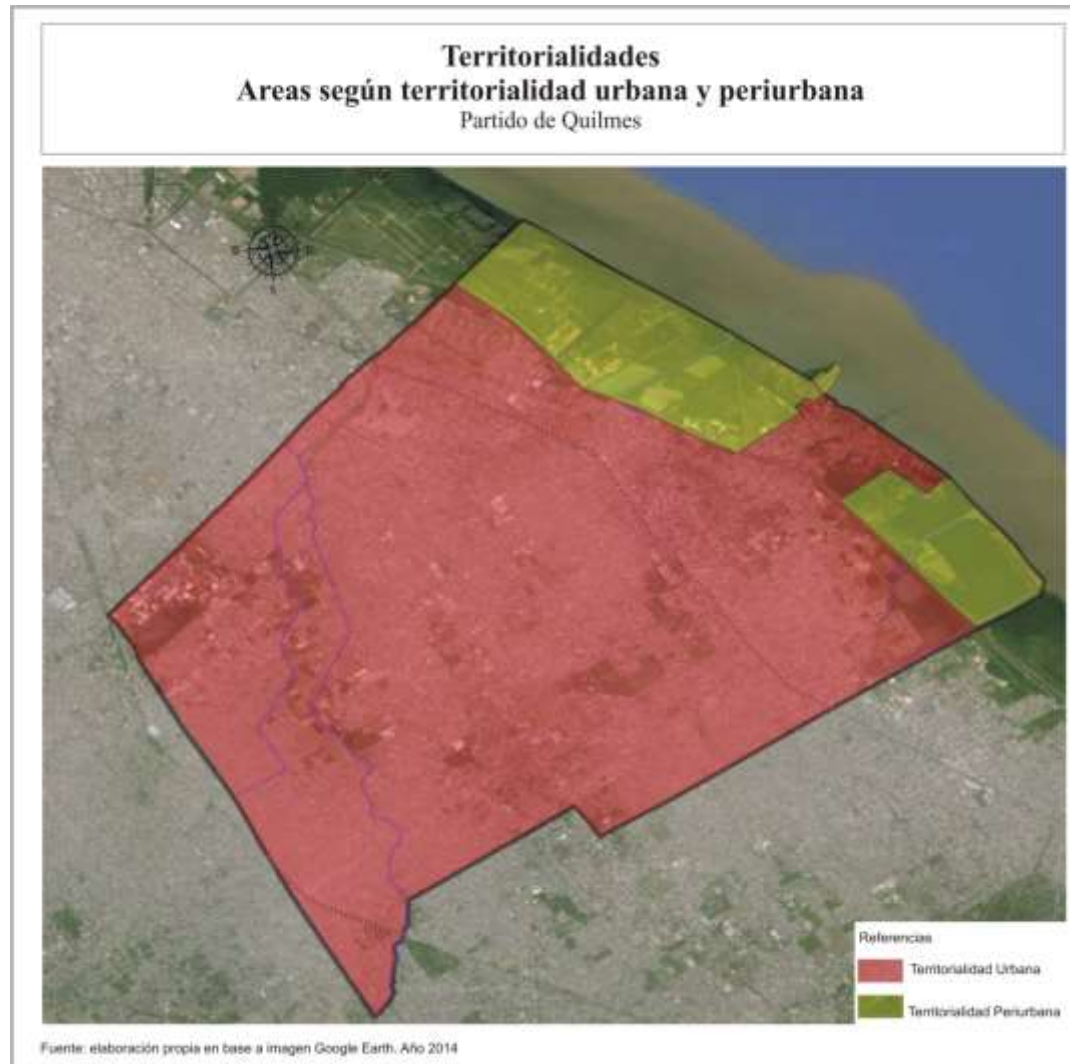 Territorialidades
Areas según territorialidad urbana y periurbana
Partido de Quilmes
Referencias
Territorialidad Urbana
Territorialidad Periurbana
Fuente: elaboración propia en base a imagen Google Earth. Año 2014